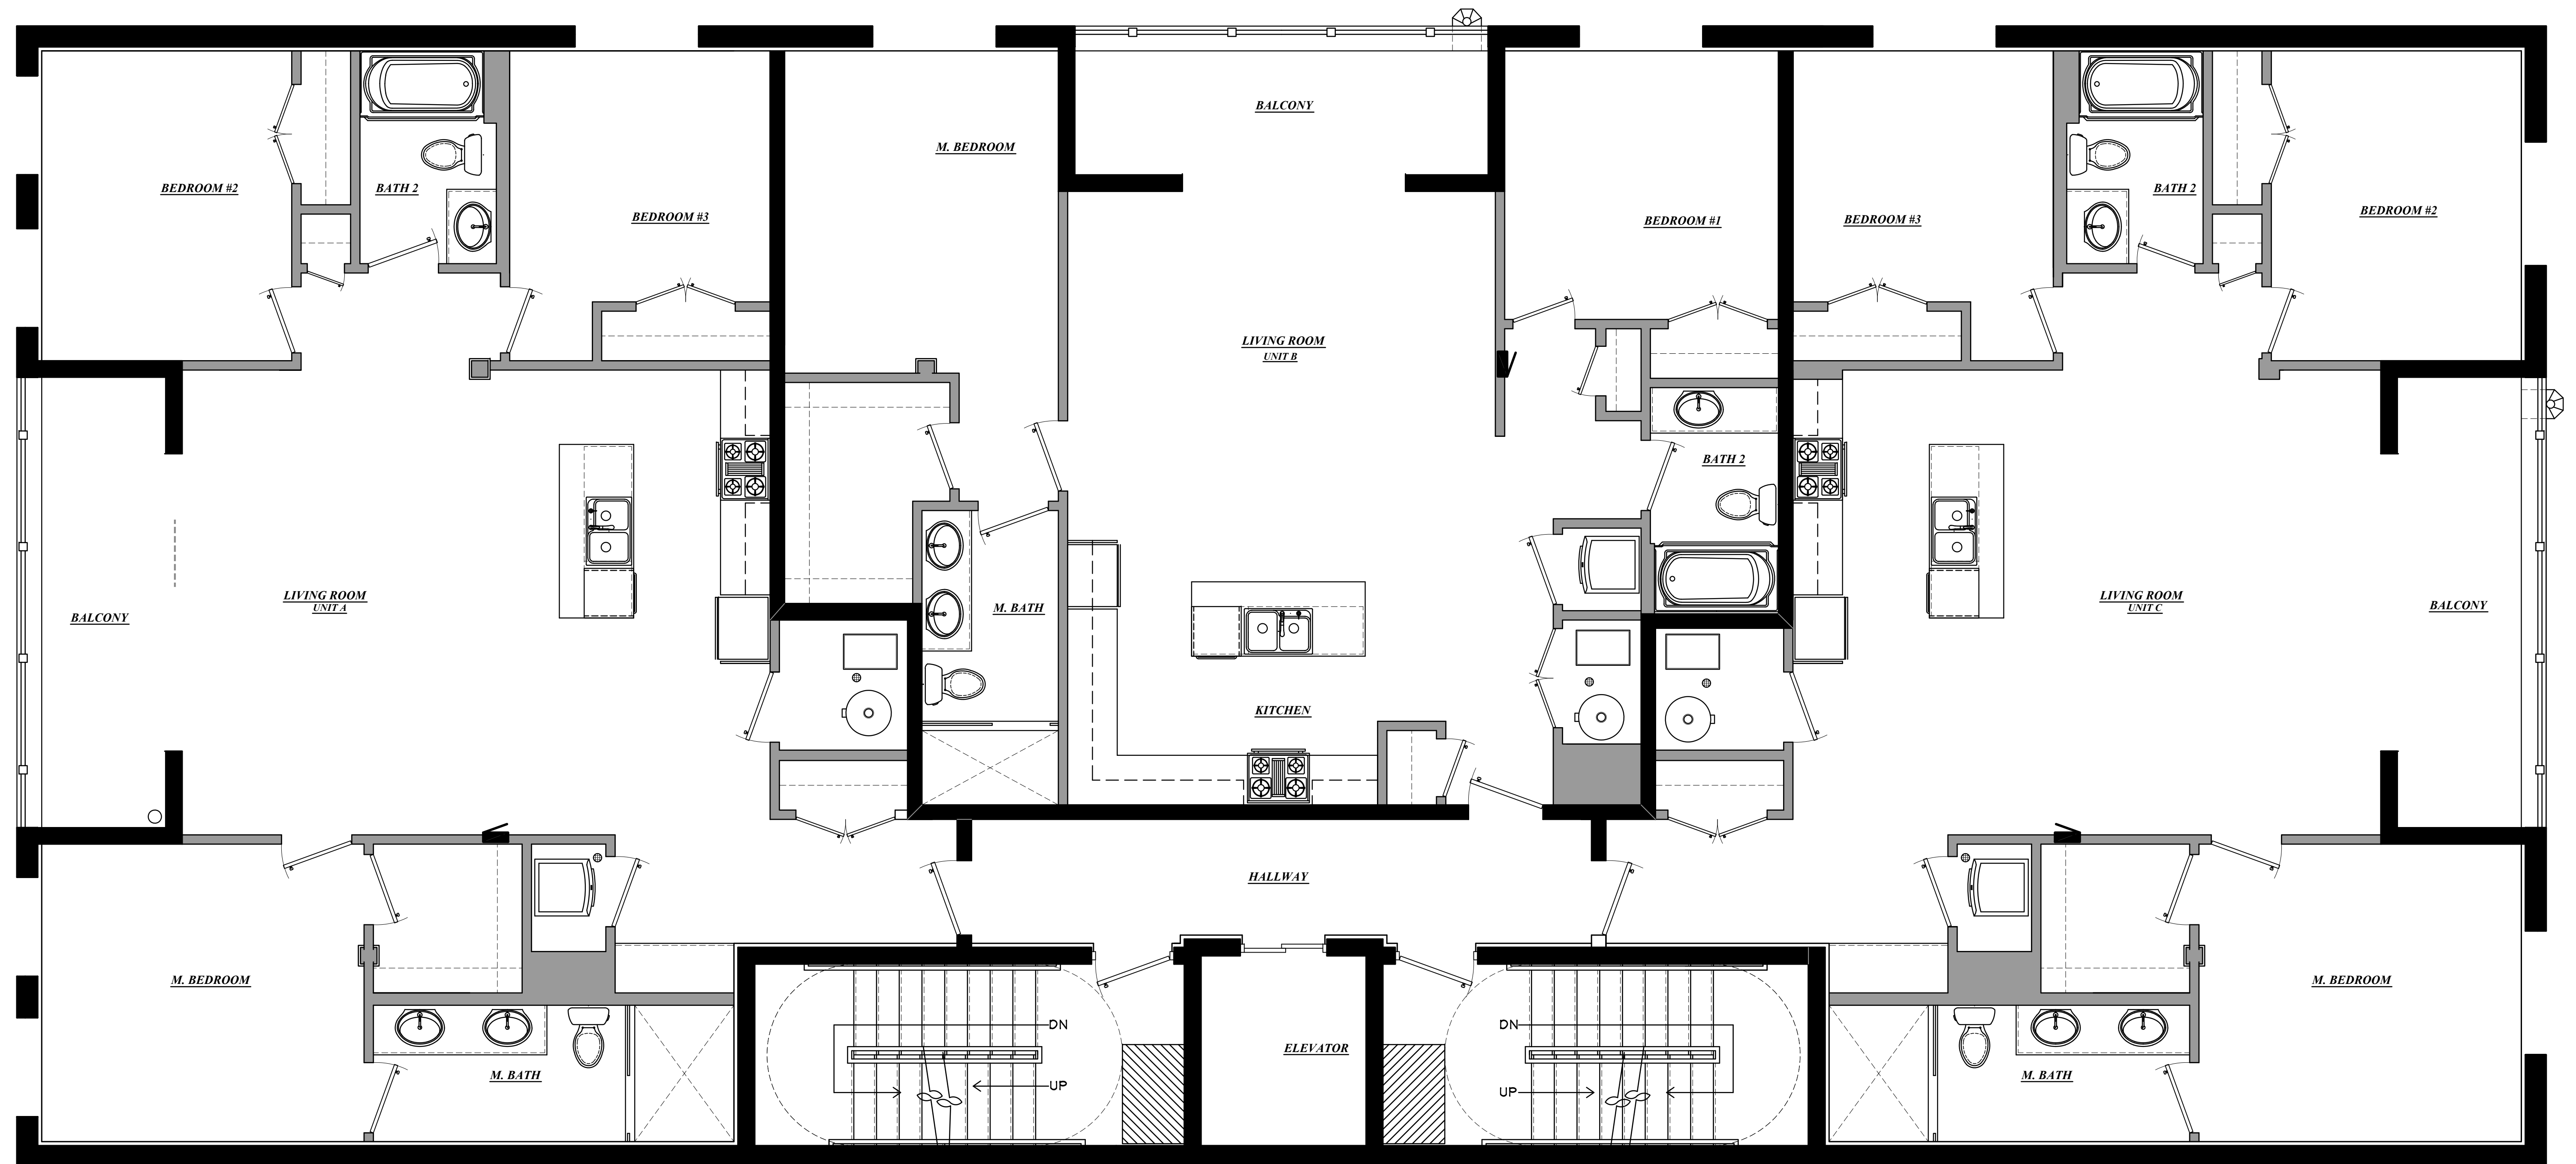 BALCONY
M. BEDROOM
BEDROOM #2
BATH 2
BEDROOM #3
BEDROOM #1
BEDROOM #3
BATH 2
BEDROOM #2
LIVING ROOM
UNIT B
BATH 2
LIVING ROOM
UNIT A
BALCONY
M. BATH
LIVING ROOM
UNIT C
BALCONY
KITCHEN
HALLWAY
M. BEDROOM
M. BEDROOM
DN
DN
ELEVATOR
M. BATH
UP
UP
M. BATH